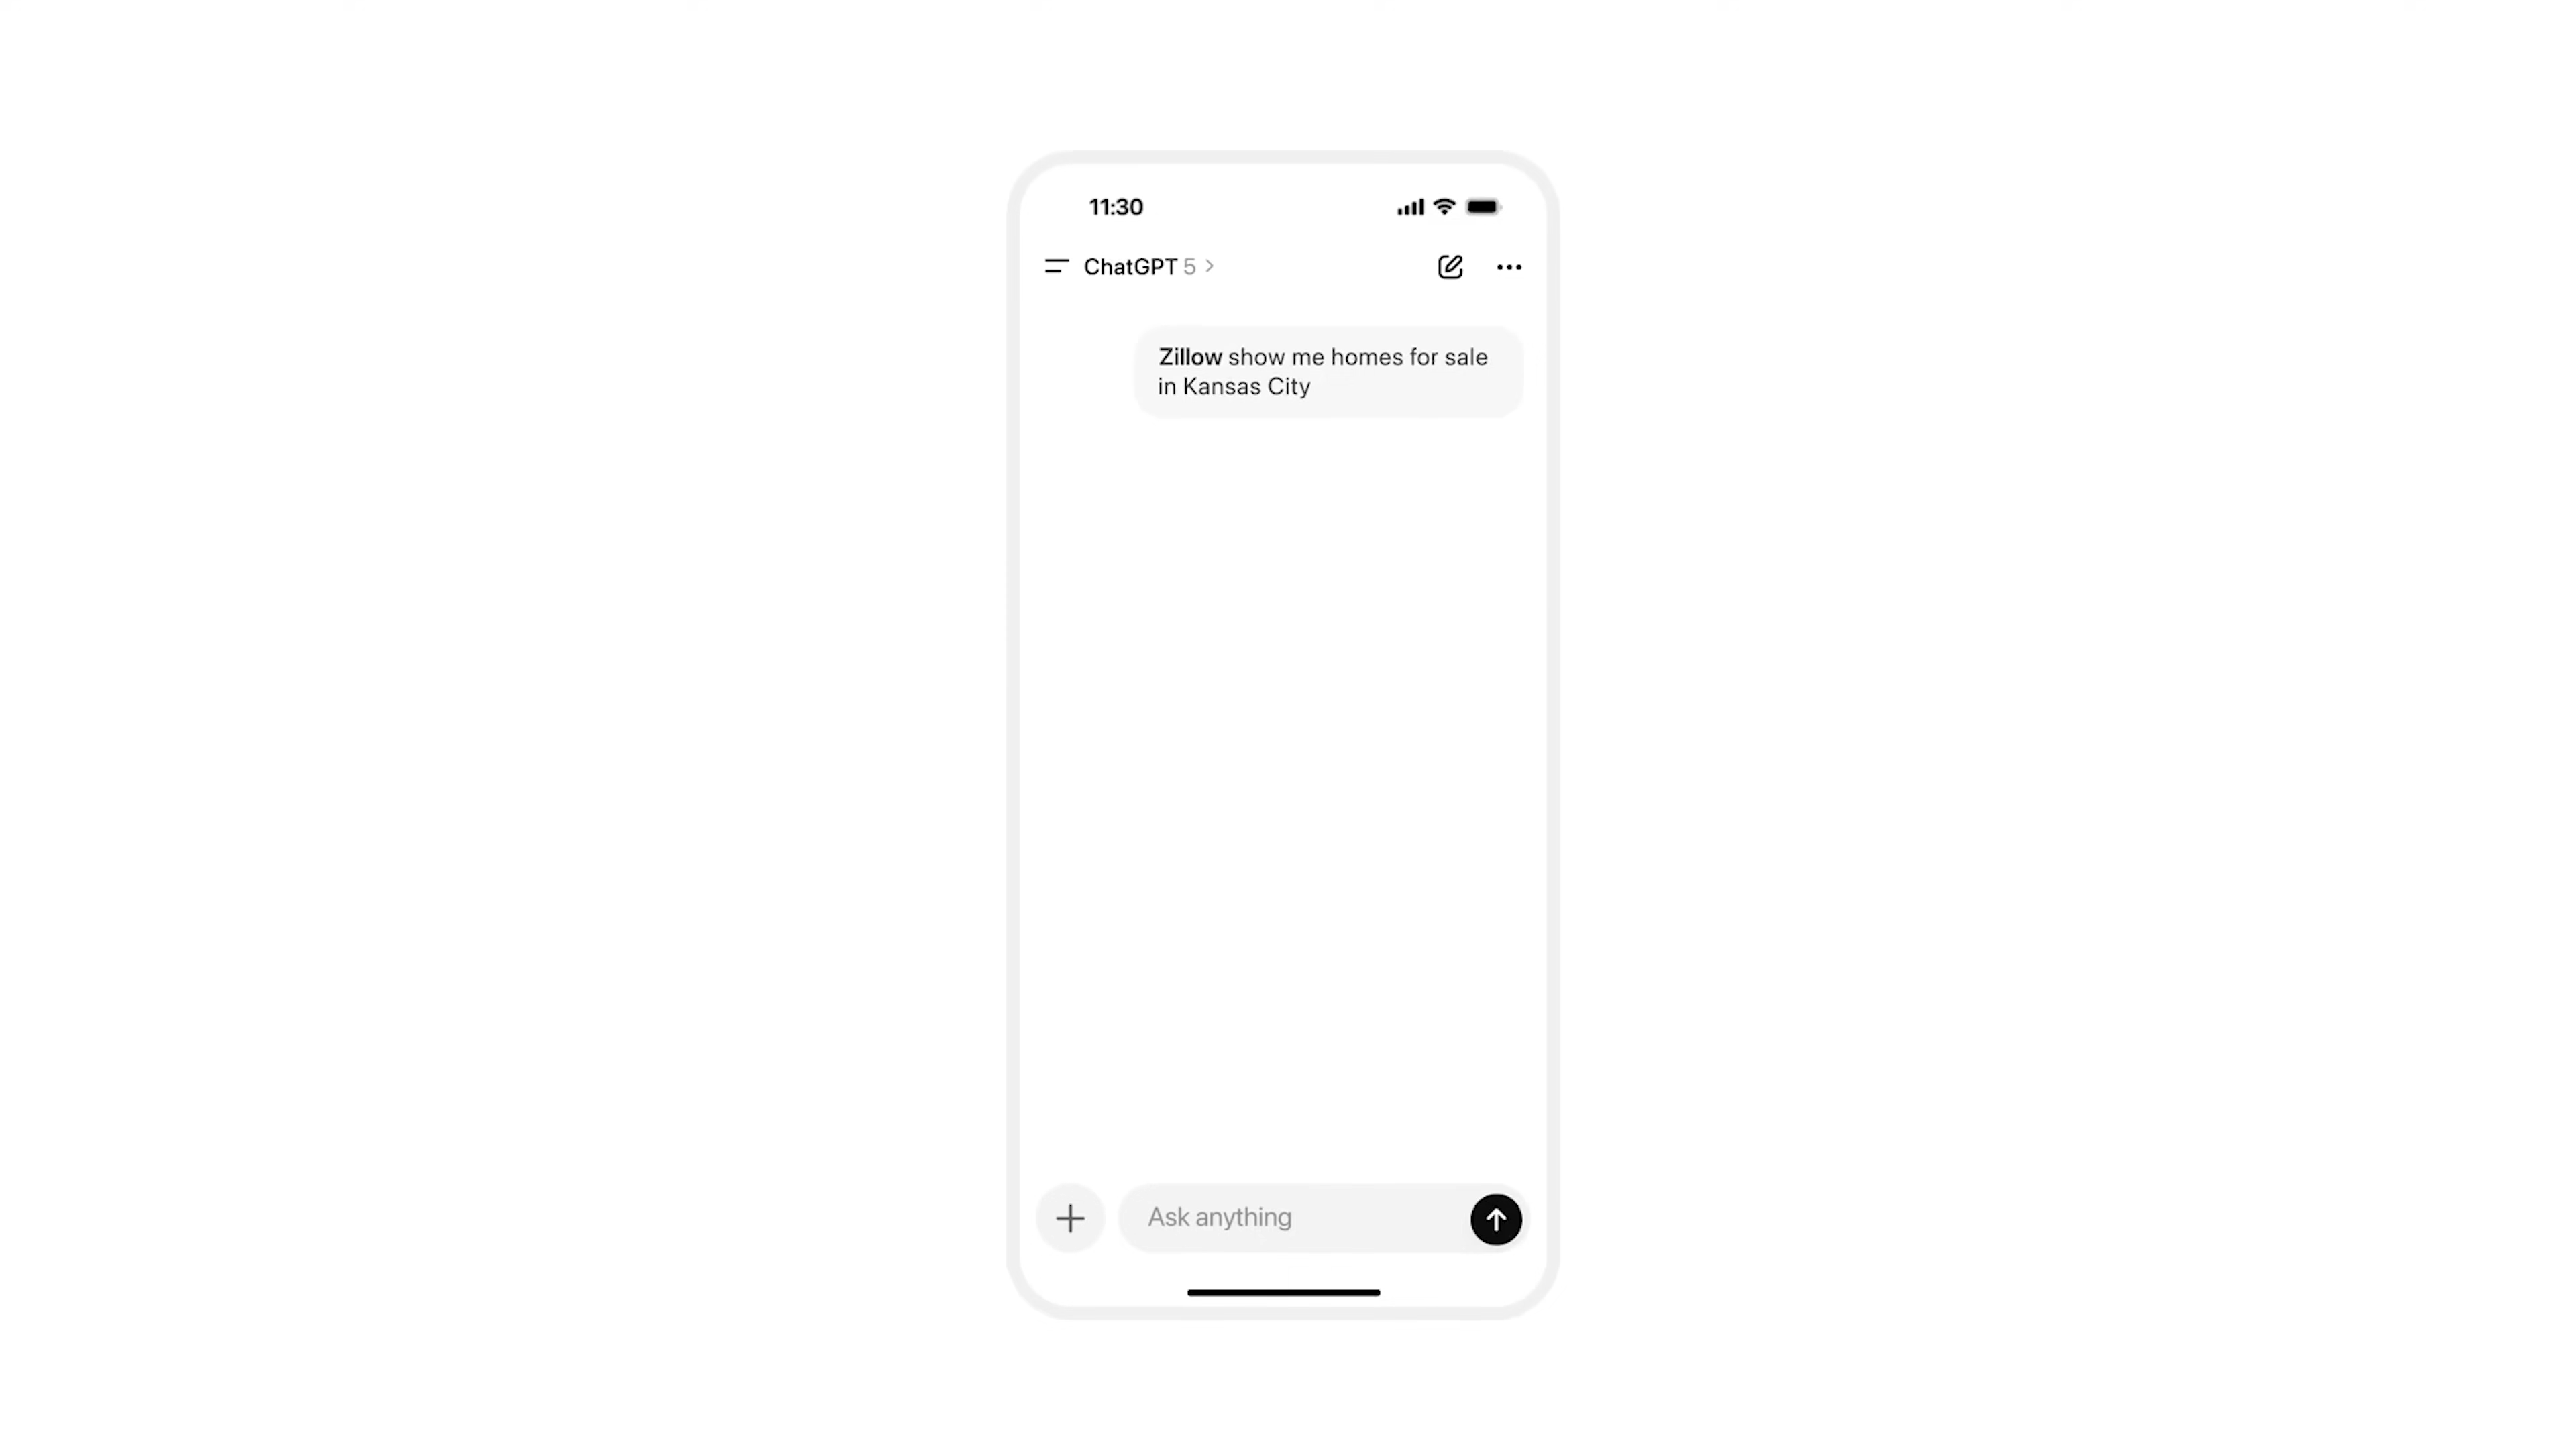 11:30
ChatGPT 5
Zillow show me homes for sale
in Kansas City
Ask anything